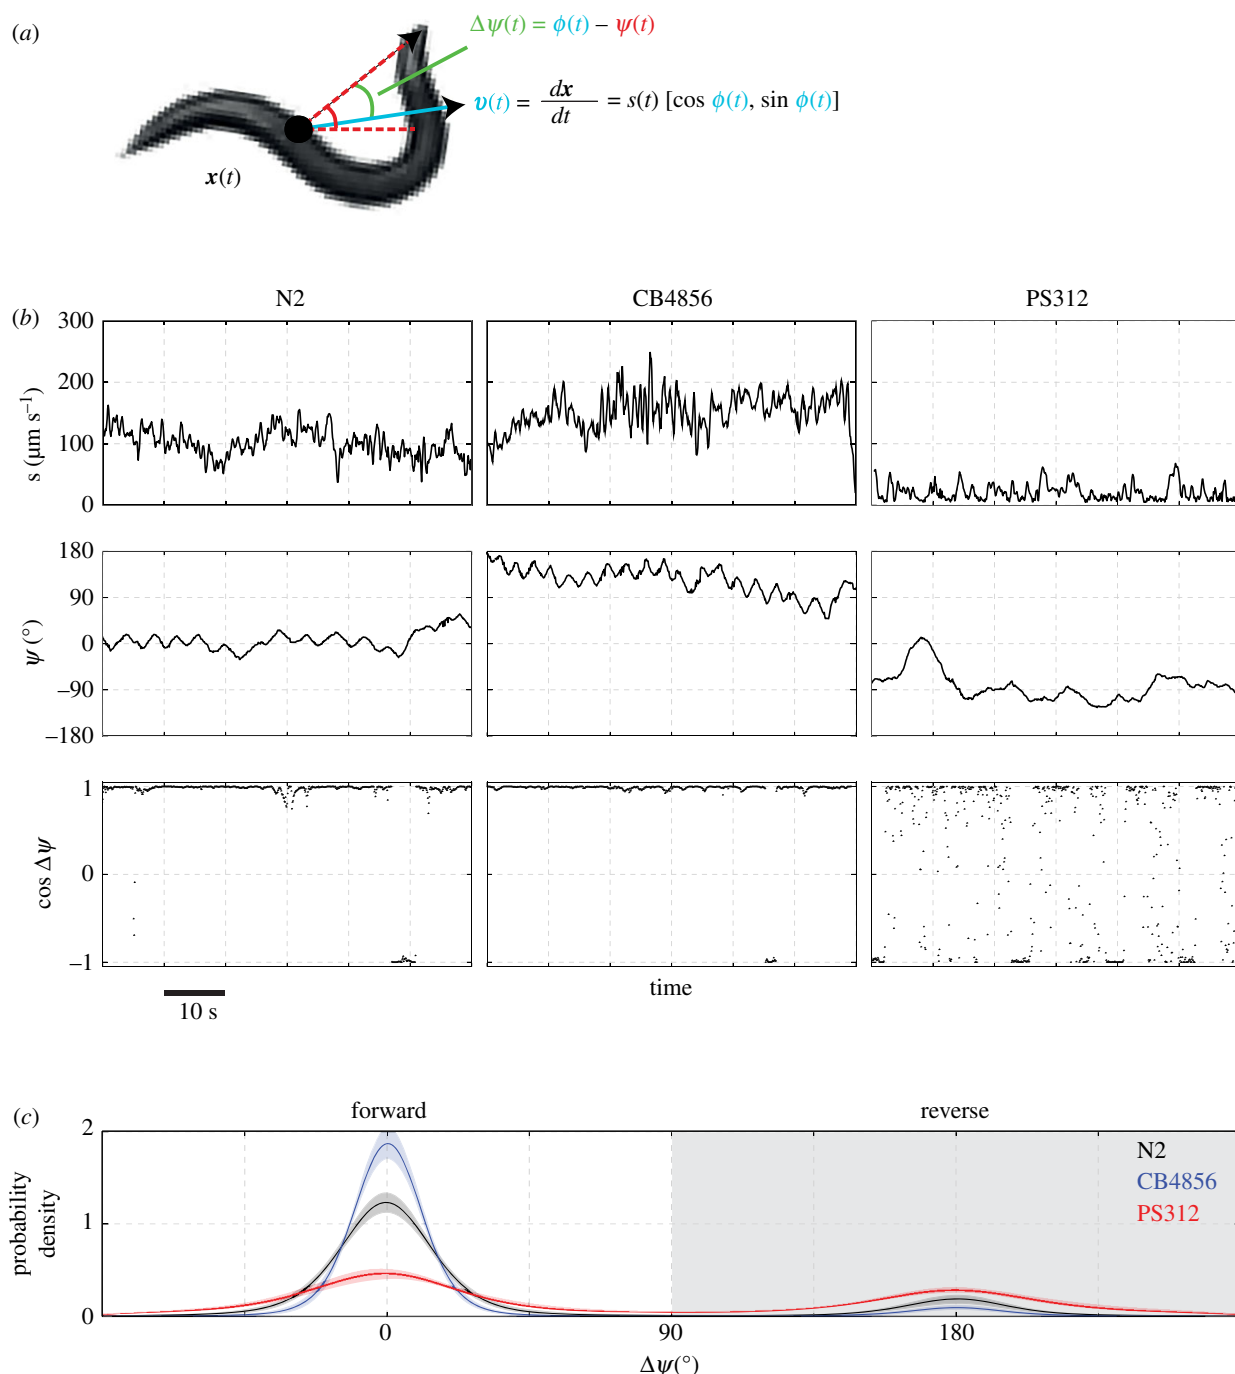 (a)
Δψ(t) = ϕ(t) – ψ(t)
v(t) = dx/dt = s(t) [cos ϕ(t), sin ϕ(t)]
x(t)
(b)
N2 CB4856 PS312
300
200
100
0
s (μm s⁻¹)
180
90
0
–90
–180
ψ (°)
1
0
–1
cos Δψ
time
10 s
(c)
forward reverse
2
1
0
probability
density
N2
CB4856
PS312
0 90 180
Δψ(°)